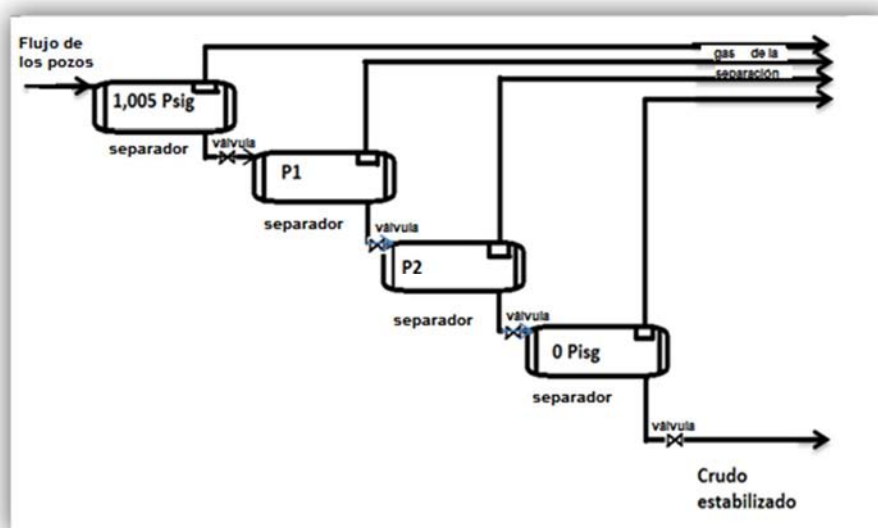 Flujo de
los pozos
1,005 Psig
separador
válvula
P1
separador
válvula
P2
separador
válvula
0 Pisg
separador
válvula
gas de la
separación
Crudo
estabilizado